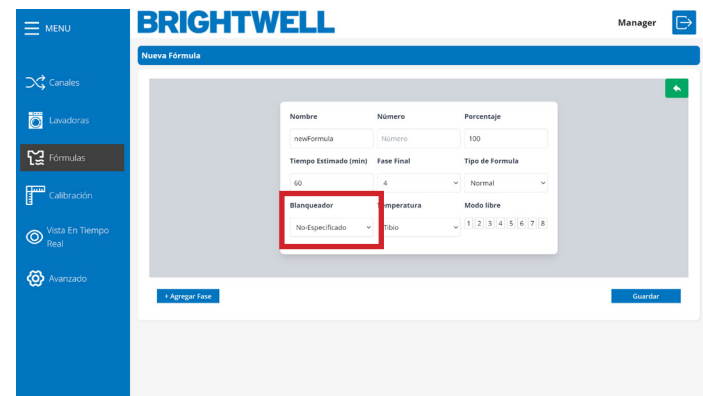 MENU
BRIGHTWELL
Manager
Nueva Fórmula
Canales
Lavadoras
Fórmulas
Calibración
Vista En Tiempo
Real
Avanzado
Nombre Número Porcentaje
newFormula Número 100
Tiempo Estimado (min) Fase Final Tipo de Formula
60 4 Normal
Blanqueador Temperatura Modo libre
No-Especificado Tibio 1 2 3 4 5 6 7 8
+ Agregar Fase
Guardar